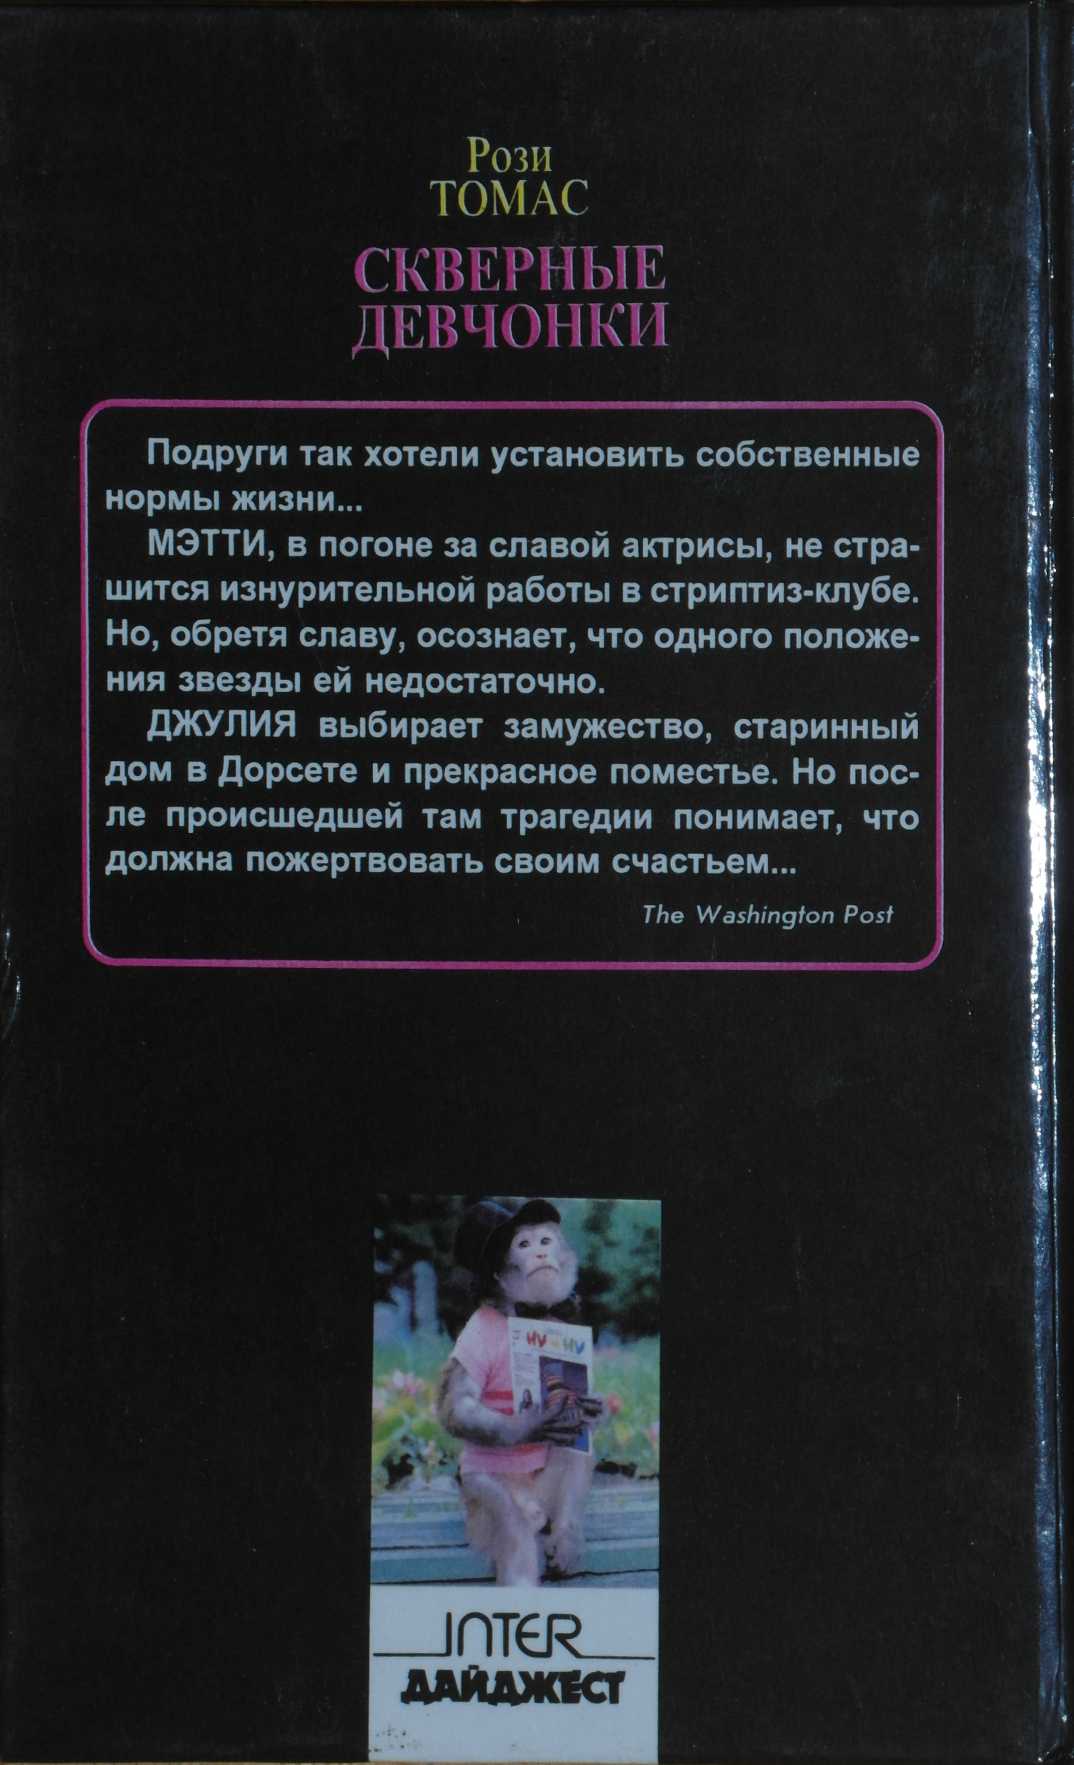 Рози
ТОМАС
СКВЕРНЫЕ
ДЕВЧОНКИ
Подруги так хотели установить собственные
нормы жизни...
МЭТТИ, в погоне за славой актрисы, не стра-
шится изнурительной работы в стриптиз-клубе.
Но, обретя славу, осознает, что одного положе-
ния звезды ей недостаточно.
ДЖУЛИЯ выбирает замужество, старинный
дом в Дорсете и прекрасное поместье. Но пос-
ле происшедшей там трагедии понимает, что
должна пожертвовать своим счастьем...
The Washington Post
INTER
ДАЙДЖЕСТ